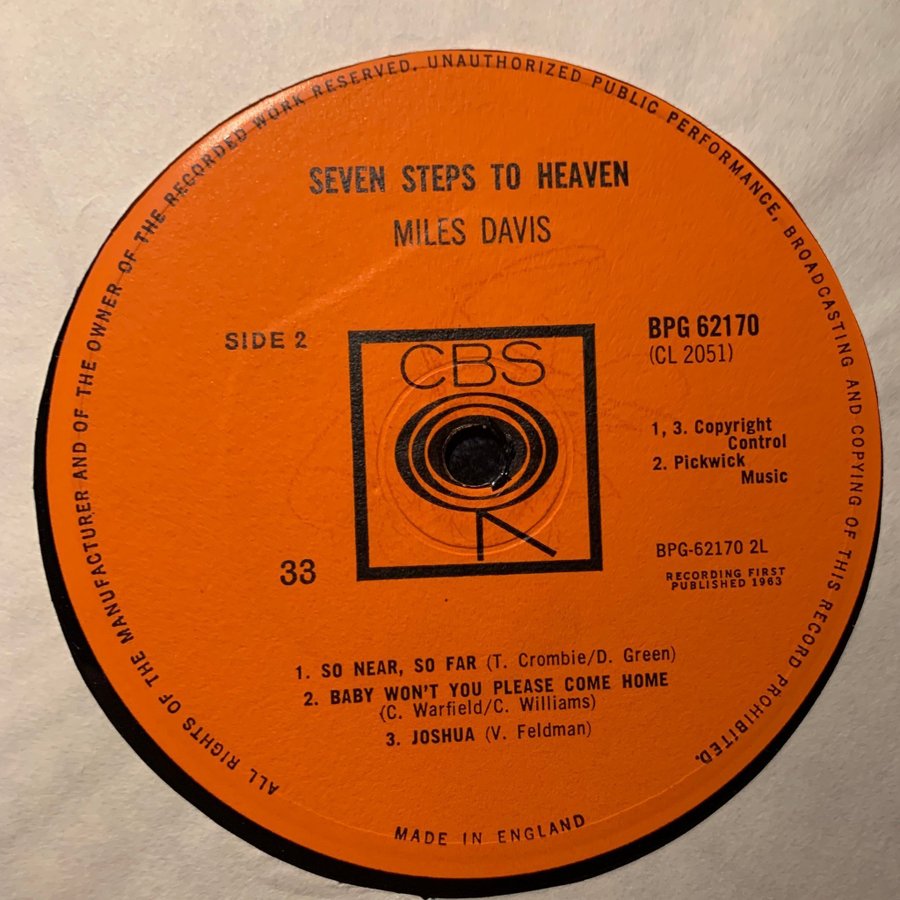 ALL RIGHTS OF THE MANUFACTURER AND OF THE OWNER OF THE RECORDED WORK RESERVED. UNAUTHORIZED PUBLIC PERFORMANCE, BROADCASTING AND COPYING OF THIS RECORD PROHIBITED.
SEVEN STEPS TO HEAVEN
MILES DAVIS
SIDE 2
BPG 62170
(CL 2051)
CBS
1, 3. Copyright
Control
2. Pickwick
Music
33
BPG-62170 2L
RECORDING FIRST
PUBLISHED 1963
1. SO NEAR, SO FAR (T. Crombie/D. Green)
2. BABY WON'T YOU PLEASE COME HOME
(C. Warfield/C. Williams)
3. JOSHUA (V. Feldman)
MADE IN ENGLAND